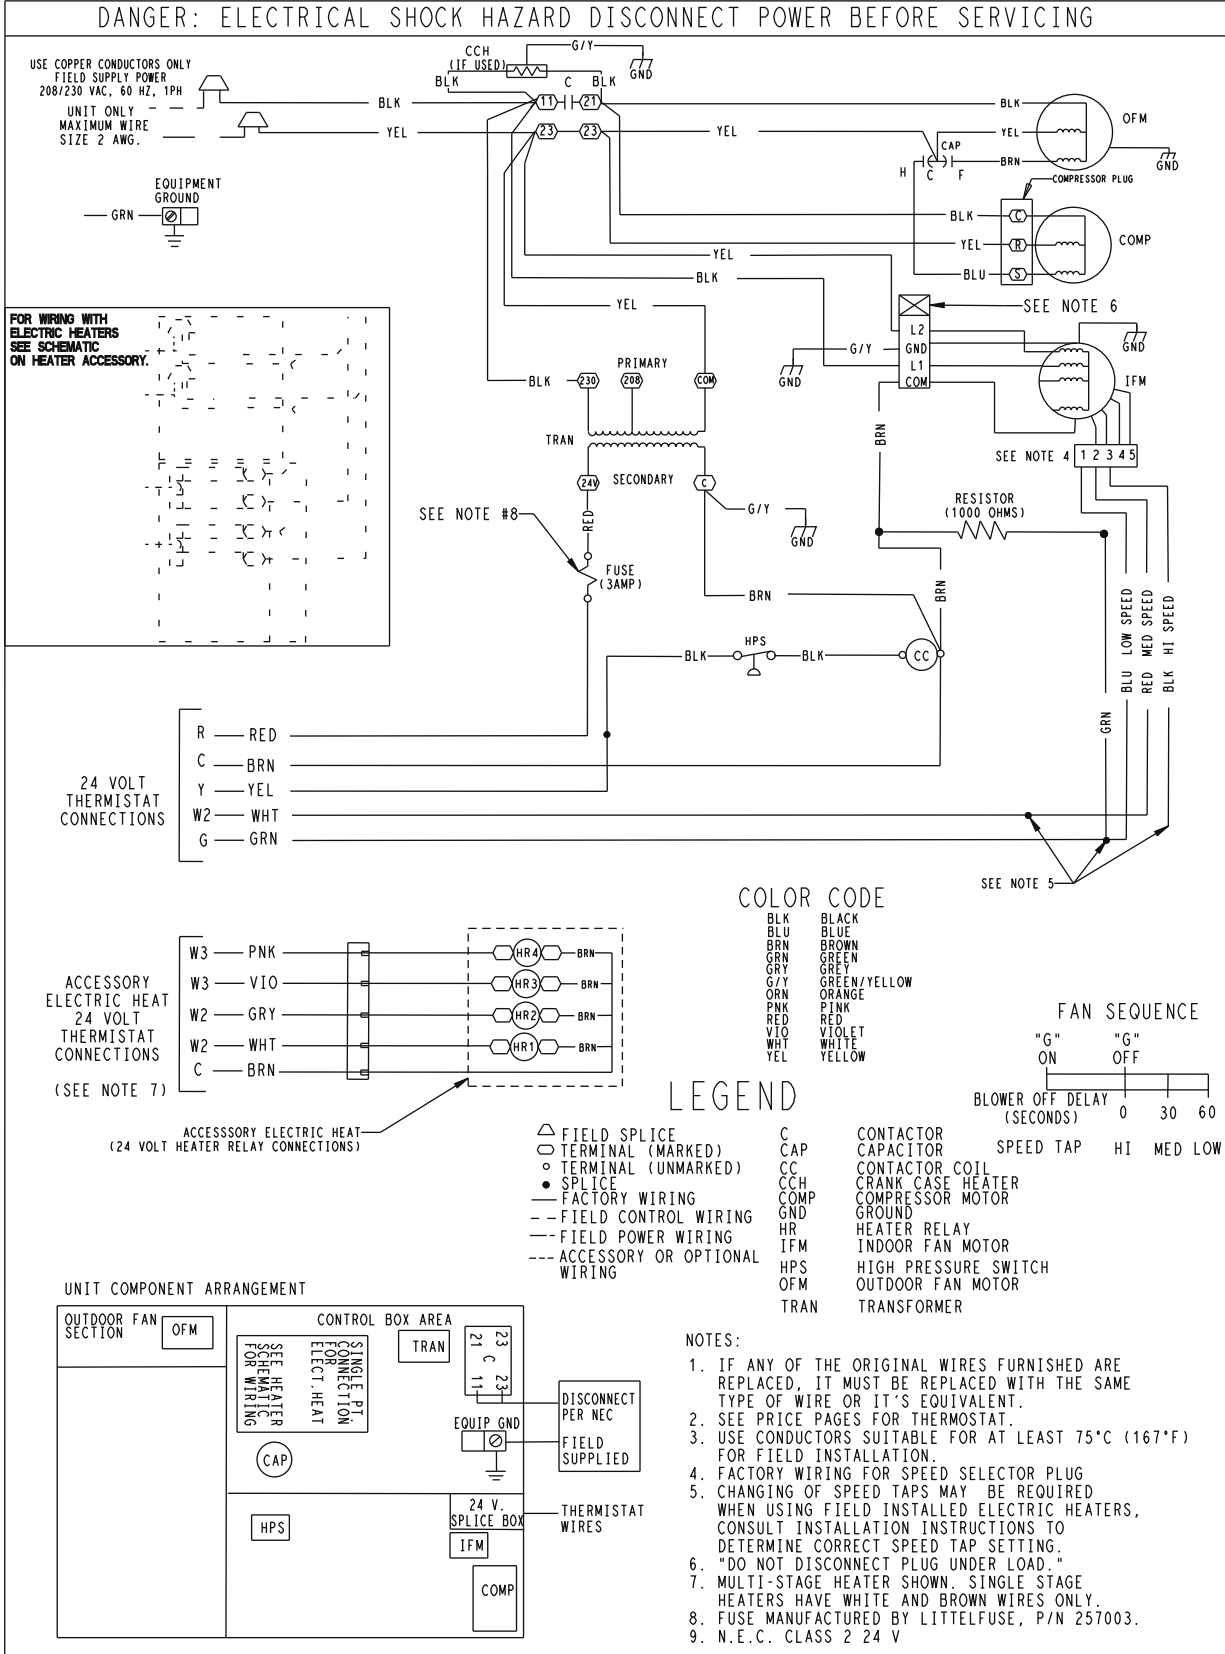 DANGER: ELECTRICAL SHOCK HAZARD DISCONNECT POWER BEFORE SERVICING
USE COPPER CONDUCTORS ONLY
FIELD SUPPLY POWER
208/230 VAC, 60 HZ, 1PH
UNIT ONLY
MAXIMUM WIRE
SIZE 2 AWG.
BLK
YEL
CCH
(IF USED)
BLK
G/Y
GND
C
BLK
11
21
23
23
YEL
BLK
YEL
CAP
BRN
H
C
F
OFM
GND
COMPRESSOR PLUG
BLK
C
YEL
R
BLU
S
COMP
EQUIPMENT
GROUND
GRN
YEL
BLK
YEL
FOR WIRING WITH
ELECTRIC HEATERS
SEE SCHEMATIC
ON HEATER ACCESSORY.
SEE NOTE 6
L2
GND
L1
COM
G/Y
GND
GND
IFM
PRIMARY
BLK
230
208
COM
TRAN
24V
SECONDARY
C
BRN
SEE NOTE 4
1 2 3 4 5
RED
SEE NOTE #8
G/Y
GND
RESISTOR
(1000 OHMS)
FUSE
(3AMP)
BRN
BRN
BLK
HPS
BLK
CC
BLU LOW SPEED
RED MED SPEED
BLK HI SPEED
GRN
24 VOLT
THERMISTAT
CONNECTIONS
R RED
C BRN
Y YEL
W2 WHT
G GRN
SEE NOTE 5
COLOR CODE
BLK BLACK
BLU BLUE
BRN BROWN
GRN GREEN
GRY GREY
G/Y GREEN/YELLOW
ORN ORANGE
PNK PINK
RED RED
VIO VIOLET
WHT WHITE
YEL YELLOW
ACCESSORY
ELECTRIC HEAT
24 VOLT
THERMISTAT
CONNECTIONS
(SEE NOTE 7)
W3 PNK HR4 BRN
W3 VIO HR3 BRN
W2 GRY HR2 BRN
W2 WHT HR1 BRN
C BRN
ACCESSSORY ELECTRIC HEAT
(24 VOLT HEATER RELAY CONNECTIONS)
FAN SEQUENCE
"G" "G"
ON OFF
BLOWER OFF DELAY
(SECONDS) 0 30 60
SPEED TAP HI MED LOW
LEGEND
FIELD SPLICE
TERMINAL (MARKED)
TERMINAL (UNMARKED)
SPLICE
FACTORY WIRING
FIELD CONTROL WIRING
FIELD POWER WIRING
ACCESSORY OR OPTIONAL
WIRING
C CONTACTOR
CAP CAPACITOR
CC CONTACTOR COIL
CCH CRANK CASE HEATER
COMP COMPRESSOR MOTOR
GND GROUND
HR HEATER RELAY
IFM INDOOR FAN MOTOR
HPS HIGH PRESSURE SWITCH
OFM OUTDOOR FAN MOTOR
TRAN TRANSFORMER
UNIT COMPONENT ARRANGEMENT
OUTDOOR FAN
SECTION
OFM
CONTROL BOX AREA
SINGLE PT.
CONNECTION
FOR
ELECT.HEAT
SEE HEATER
SCHEMATIC
FOR WIRING
TRAN
23
21
C
23
11
EQUIP GND
CAP
DISCONNECT
PER NEC
FIELD
SUPPLIED
24 V.
SPLICE BOX
THERMISTAT
WIRES
HPS
IFM
COMP
NOTES:
1. IF ANY OF THE ORIGINAL WIRES FURNISHED ARE
REPLACED, IT MUST BE REPLACED WITH THE SAME
TYPE OF WIRE OR IT'S EQUIVALENT.
2. SEE PRICE PAGES FOR THERMOSTAT.
3. USE CONDUCTORS SUITABLE FOR AT LEAST 75°C (167°F)
FOR FIELD INSTALLATION.
4. FACTORY WIRING FOR SPEED SELECTOR PLUG
5. CHANGING OF SPEED TAPS MAY BE REQUIRED
WHEN USING FIELD INSTALLED ELECTRIC HEATERS,
CONSULT INSTALLATION INSTRUCTIONS TO
DETERMINE CORRECT SPEED TAP SETTING.
6. "DO NOT DISCONNECT PLUG UNDER LOAD."
7. MULTI-STAGE HEATER SHOWN. SINGLE STAGE
HEATERS HAVE WHITE AND BROWN WIRES ONLY.
8. FUSE MANUFACTURED BY LITTELFUSE, P/N 257003.
9. N.E.C. CLASS 2 24 V